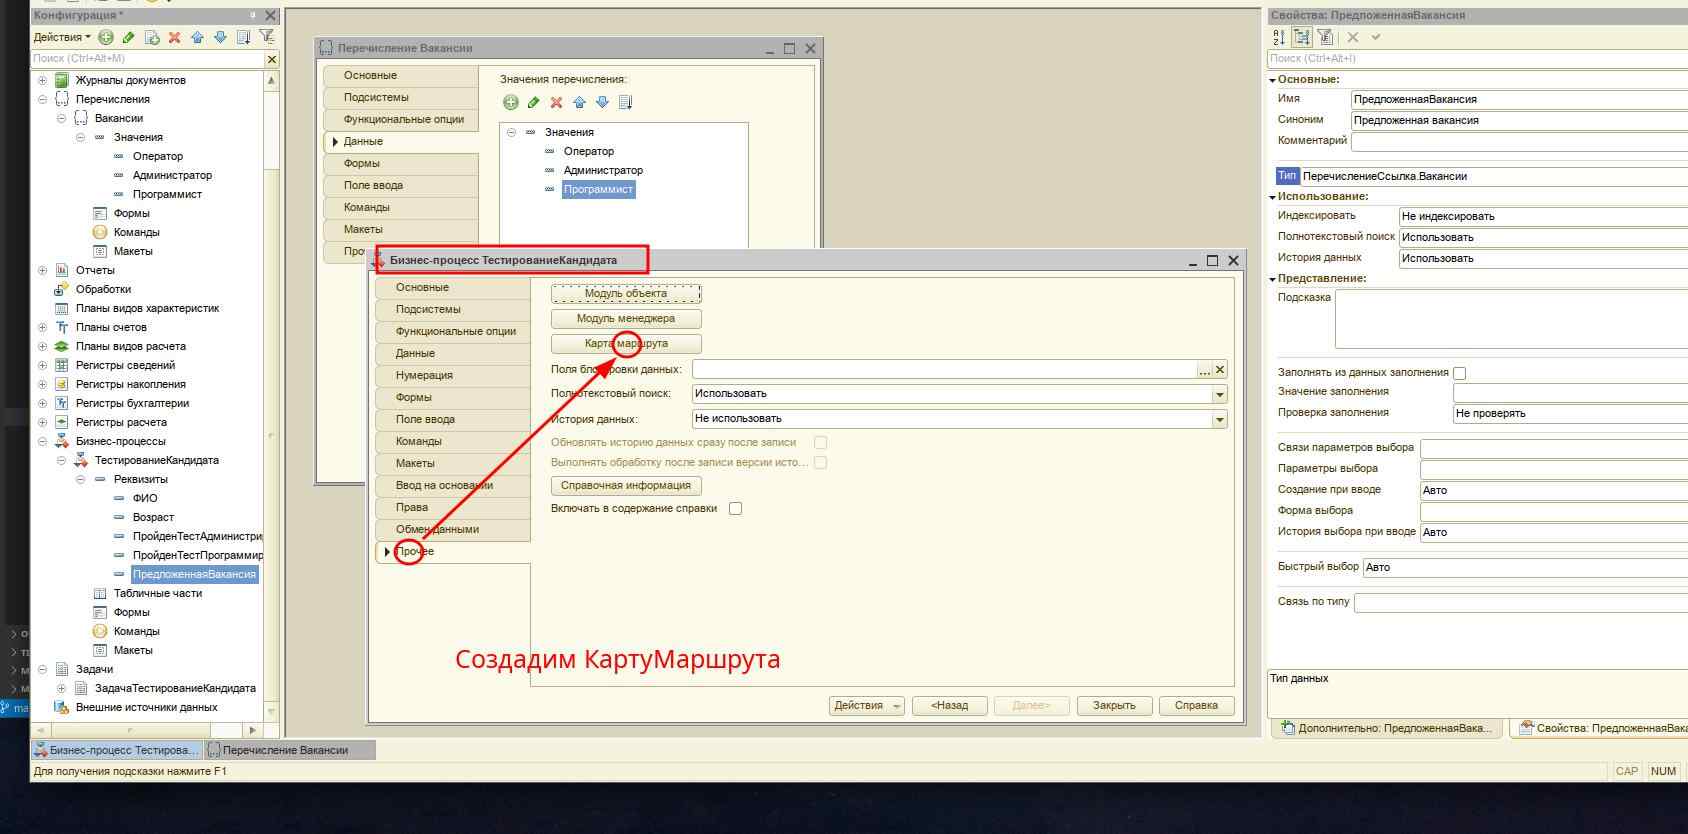 Конфигурация *
Действия
Поиск (Ctrl+Alt+M)
Журналы документов
Перечисления
Вакансии
Значения
Оператор
Администратор
Программист
Формы
Команды
Макеты
Отчеты
Обработки
Планы видов характеристик
Планы счетов
Планы видов расчета
Регистры сведений
Регистры накопления
Регистры бухгалтерии
Регистры расчета
Бизнес-процессы
ТестированиеКандидата
Реквизиты
ФИО
Возраст
ПройденТестАдминистри
ПройденТестПрограммир
ПредложеннаяВакансия
Табличные части
Формы
Команды
Макеты
Задачи
ЗадачаТестированиеКандидата
Внешние источники данных
Перечисление Вакансии
Основные
Подсистемы
Функциональные опции
Данные
Формы
Поле ввода
Команды
Макеты
Про
Значения перечисления:
Значения
Оператор
Администратор
Программист
Бизнес-процесс ТестированиеКандидата
Основные
Подсистемы
Функциональные опции
Данные
Нумерация
Формы
Поле ввода
Команды
Макеты
Ввод на основании
Права
Обмен данными
Прочее
Модуль объекта
Модуль менеджера
Карта маршрута
Поля блокировки данных:
Полнотекстовый поиск: Использовать
История данных: Не использовать
Обновлять историю данных сразу после записи
Выполнять обработку после записи версии исто...
Справочная информация
Включать в содержание справки
Создадим КартуМаршрута
Действия <Назад Далее> Закрыть Справка
Свойства: ПредложеннаяВакансия
Поиск (Ctrl+Alt+I)
Основные:
Имя ПредложеннаяВакансия
Синоним Предложенная вакансия
Комментарий
Тип ПеречислениеСсылка.Вакансии
Использование:
Индексировать Не индексировать
Полнотекстовый поиск Использовать
История данных Использовать
Представление:
Подсказка
Заполнять из данных заполнения
Значение заполнения
Проверка заполнения Не проверять
Связи параметров выбора
Параметры выбора
Создание при вводе Авто
Форма выбора
История выбора при вводе Авто
Быстрый выбор Авто
Связь по типу
Тип данных
Дополнительно: ПредложеннаяВака... Свойства: ПредложеннаяВака
Бизнес-процесс Тестирова... Перечисление Вакансии
Для получения подсказки нажмите F1
CAP NUM